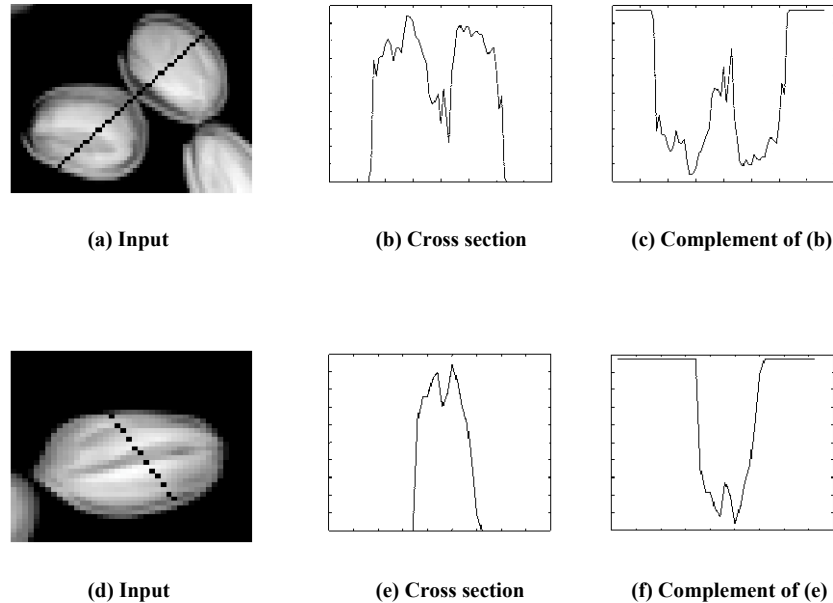 (a) Input
(b) Cross section
(c) Complement of (b)
(d) Input
(e) Cross section
(f) Complement of (e)